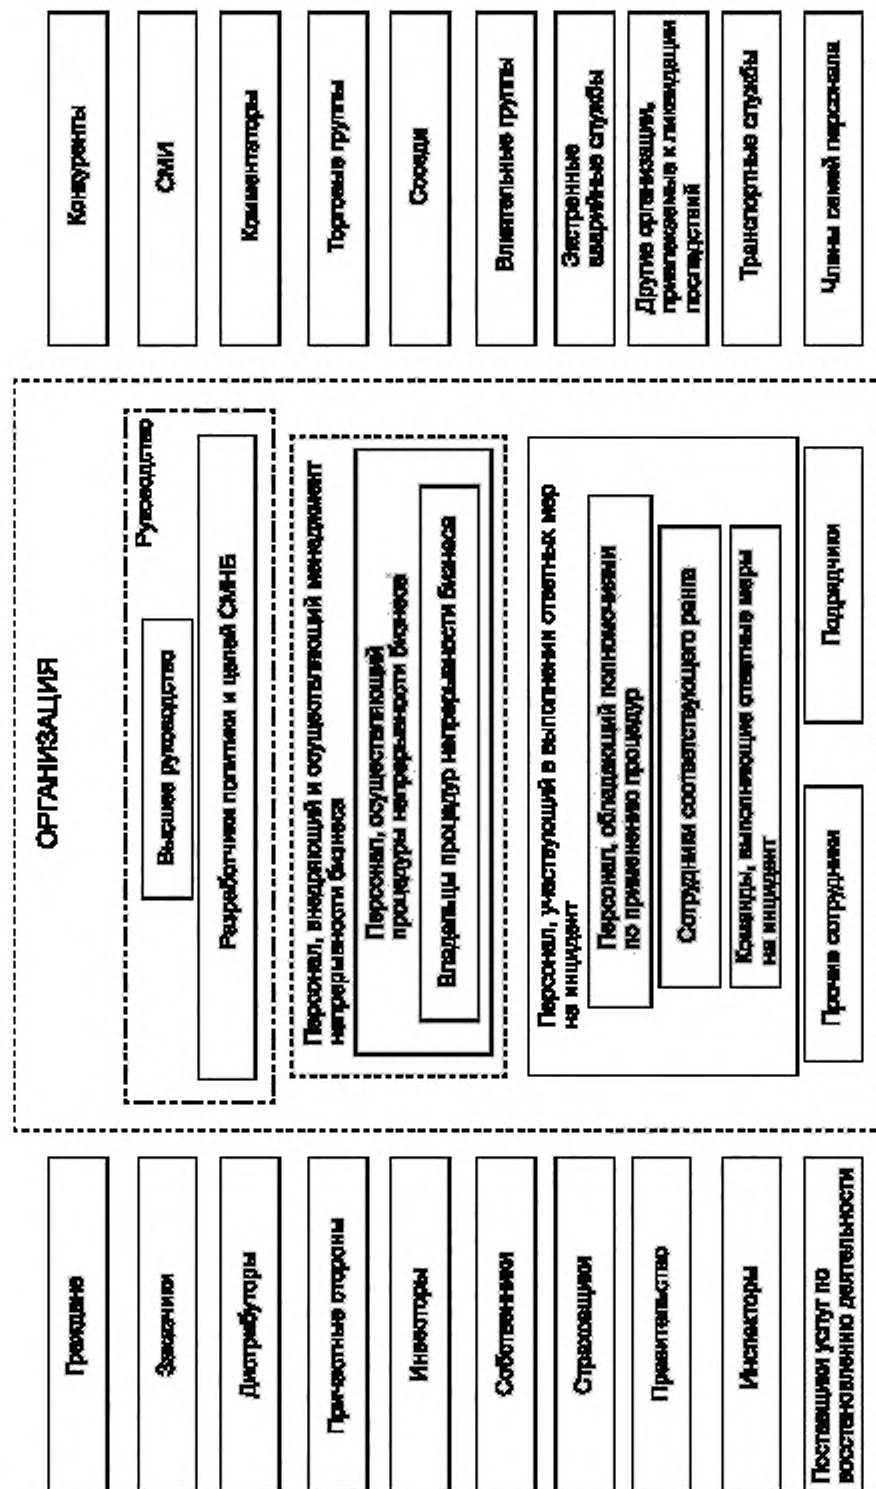 ОРГАНИЗАЦИЯ
Граждане
Заказчики
Дистрибуторы
Причастные стороны
Инвесторы
Собственники
Страховщики
Правительство
Инспекторы
Поставщики услуг по
восстановлению деятельности
Руководство
Высшее руководство
Разработчики политики и целей СМНБ
Персонал, внедряющий и осуществляющий менеджмент
непрерывности бизнеса
Персонал, осуществляющий
процедуры непрерывности бизнеса
Владельцы процедур непрерывности бизнеса
Персонал, участвующий в выполнении ответных мер
на инцидент
Персонал, обладающий полномочиями
по применению процедур
Сотрудники соответствующего ранга
Команды, выполняющие ответные меры
на инцидент
Прочие сотрудники
Подрядчики
Конкуренты
СМИ
Комментаторы
Торговые группы
Соседи
Влиятельные группы
Экстренные
аварийные службы
Другие организации,
привлекаемые к ликвидации
последствий
Транспортные службы
Члены семей персонала